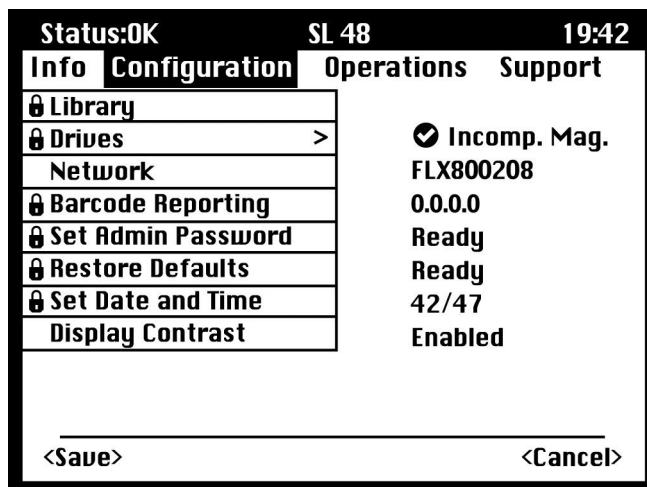 Status:OK SL 48 19:42
Info Configuration Operations Support
Library
Drives > Incomp. Mag.
Network FLX800208
Barcode Reporting 0.0.0.0
Set Admin Password Ready
Restore Defaults Ready
Set Date and Time 42/47
Display Contrast Enabled
<Save> <Cancel>